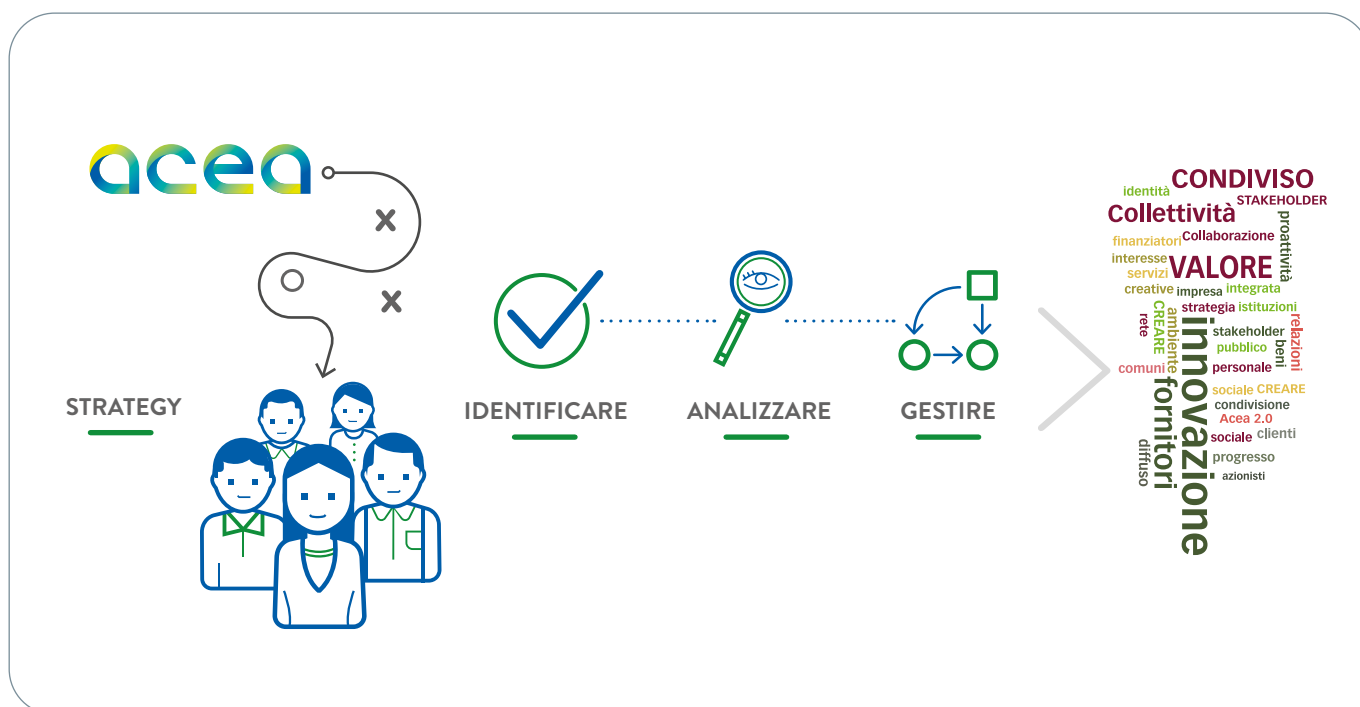 acea
STRATEGY
IDENTIFICARE
ANALIZZARE
GESTIRE
CONDIVISO
identità
STAKEHOLDER
Collettività
proattività
finanziatori
Collaborazione
interesse
VALORE
servizi
creative
impresa
integrata
CREARE
ambiente
strategia
istituzioni
rete
innovazione
stakeholder
relazioni
pubblico
beni
comuni
personale
fornitori
sociale
CREARE
condivisione
Acea 2.0
sociale
clienti
diffuso
progresso
azionisti